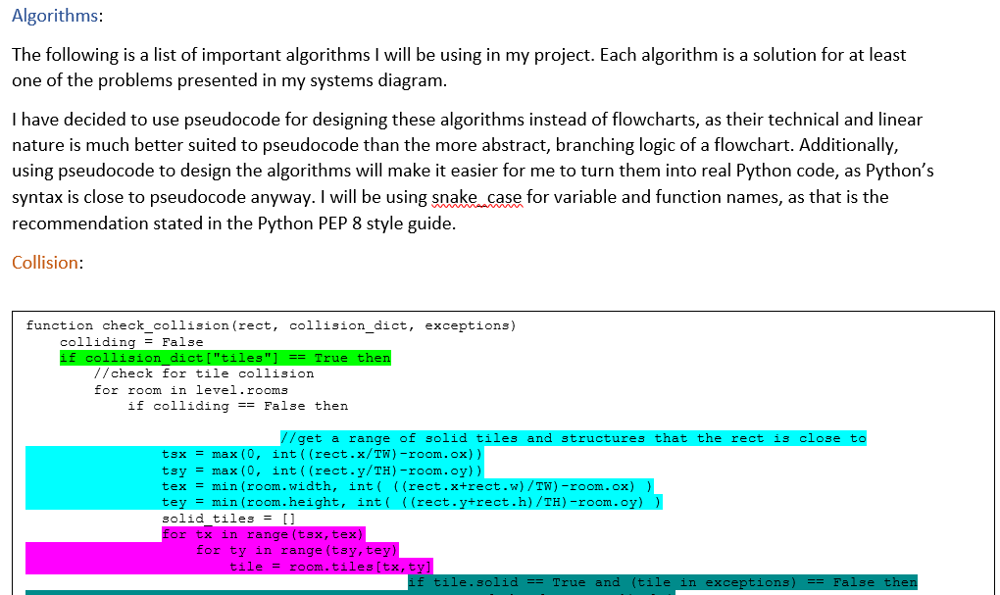 Algorithms:
The following is a list of important algorithms I will be using in my project. Each algorithm is a solution for at least
one of the problems presented in my systems diagram.
I have decided to use pseudocode for designing these algorithms instead of flowcharts, as their technical and linear
nature is much better suited to pseudocode than the more abstract, branching logic of a flowchart. Additionally,
using pseudocode to design the algorithms will make it easier for me to turn them into real Python code, as Python's
syntax is close to pseudocode anyway. I will be using snake_case for variable and function names, as that is the
recommendation stated in the Python PEP 8 style guide.
Collision:
function check_collision(rect, collision_dict, exceptions)
colliding = False
if collision_dict["tiles"] == True then
//check for tile collision
for room in level.rooms
if colliding == False then
//get a range of solid tiles and structures that the rect is close to
tsx = max(0, int((rect.x/TW)-room.ox))
tsy = max(0, int((rect.y/TH)-room.oy))
tex = min(room.width, int( ((rect.x+rect.w)/TW)-room.ox) )
tey = min(room.height, int( ((rect.y+rect.h)/TH)-room.oy) )
solid_tiles = []
for tx in range(tsx,tex)
for ty in range(tsy,tey)
tile = room.tiles[tx,ty]
if tile.solid == True and (tile in exceptions) == False then